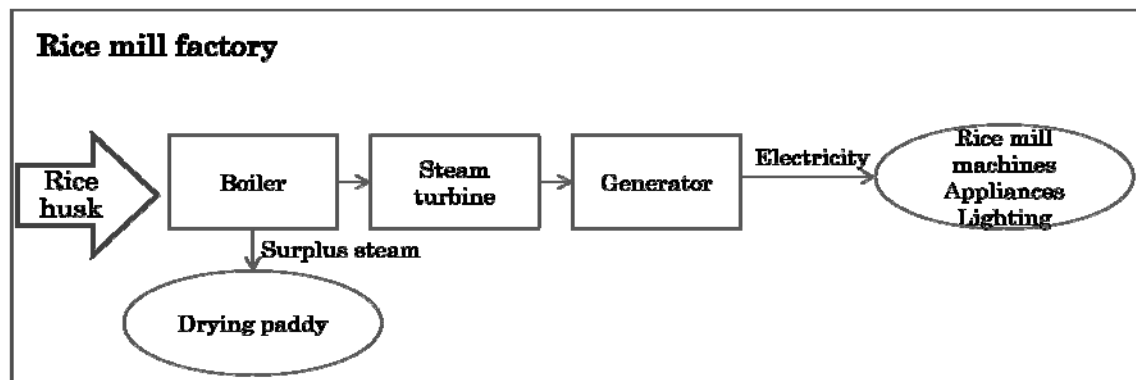 Rice mill factory
Rice
husk
Boiler
Steam
turbine
Generator
Electricity
Rice mill
machines
Appliances
Lighting
Surplus steam
Drying paddy